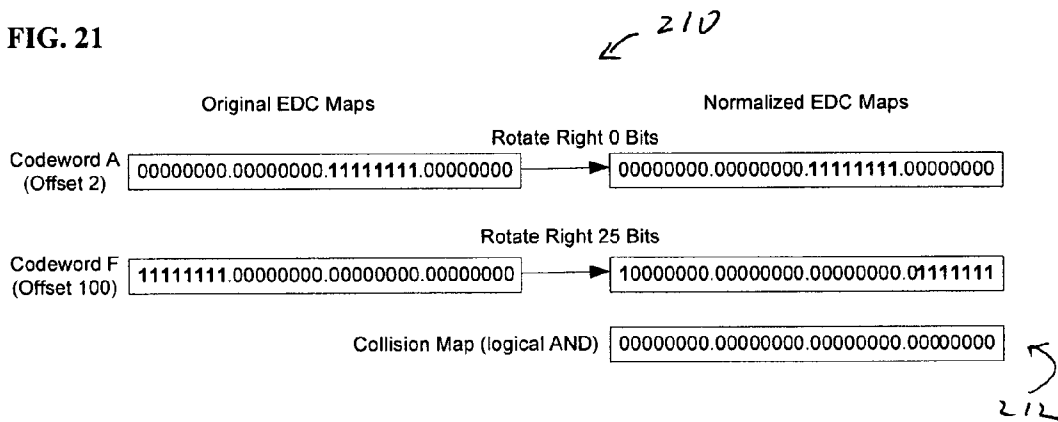 FIG. 21
210
Original EDC Maps
Normalized EDC Maps
Rotate Right 0 Bits
Codeword A
(Offset 2)
00000000.00000000.11111111.00000000
00000000.00000000.11111111.00000000
Rotate Right 25 Bits
Codeword F
(Offset 100)
11111111.00000000.00000000.00000000
10000000.00000000.00000000.01111111
Collision Map (logical AND)
00000000.00000000.00000000.00000000
212